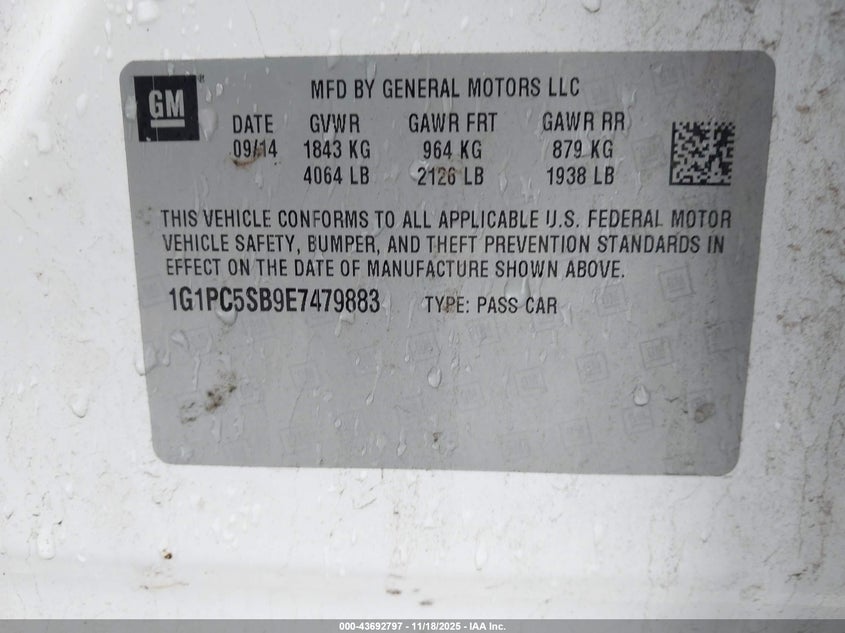 GM
MFD BY GENERAL MOTORS LLC
DATE GVWR GAWR FRT GAWR RR
09/14 1843 KG 964 KG 879 KG
4064 LB 2126 LB 1938 LB
THIS VEHICLE CONFORMS TO ALL APPLICABLE U.S. FEDERAL MOTOR
VEHICLE SAFETY, BUMPER, AND THEFT PREVENTION STANDARDS IN
EFFECT ON THE DATE OF MANUFACTURE SHOWN ABOVE.
1G1PC5SB9E7479883 TYPE: PASS CAR
000-43692797 - 11/18/2025 - IAA Inc.